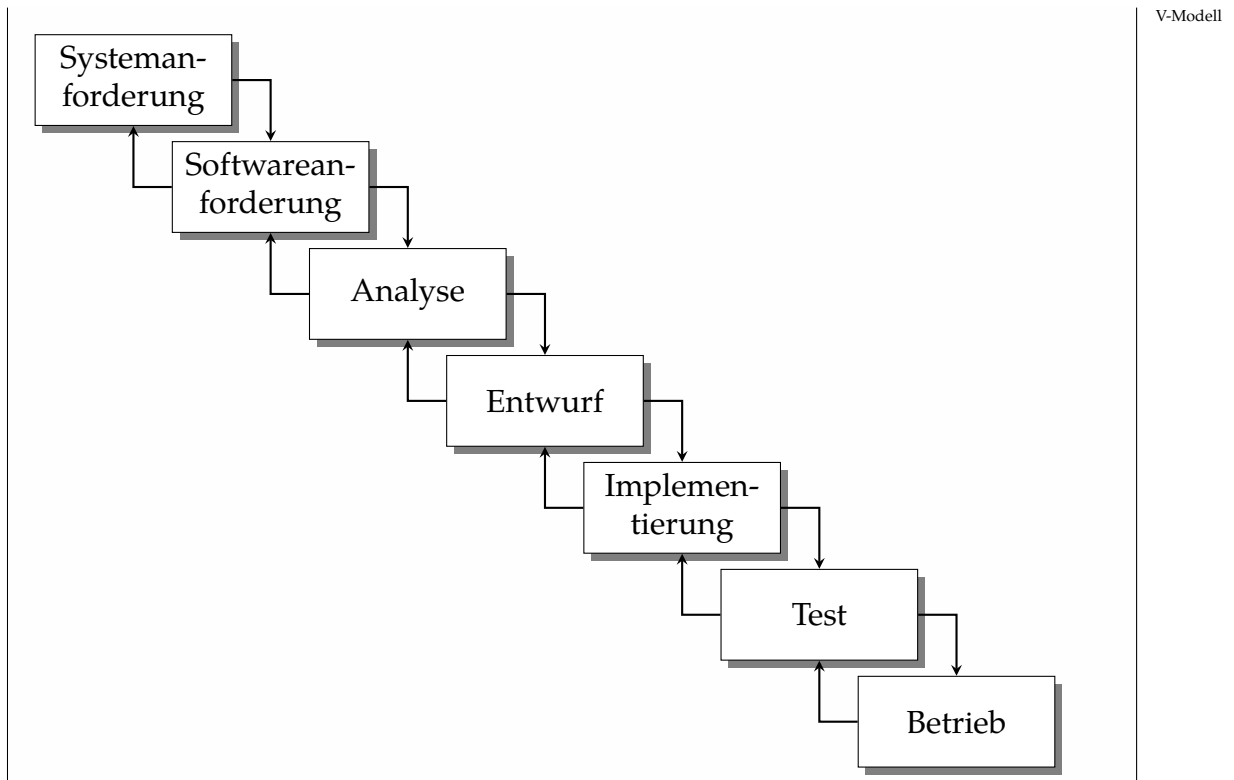 V-Modell
Systeman-
forderung
Softwarean-
forderung
Analyse
Entwurf
Implemen-
tierung
Test
Betrieb